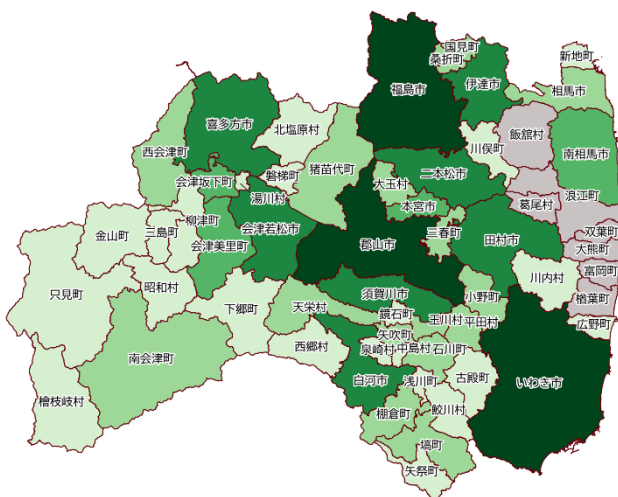 国見町
桑折町
新地町
伊達市
福島市
相馬市
喜多方市
北塩原村
飯舘村
川俣町
西会津町
猪苗代町
南相馬市
磐梯町
二本松市
会津坂下町
大玉村
湯川村
葛尾村
浪江町
本宮市
柳津町
会津若松市
三島町
金山町
三春町
双葉町
郡山市
田村市
会津美里町
大熊町
富岡町
川内村
昭和村
只見町
須賀川市
小野町
楢葉町
下郷町
天栄村
鏡石町
玉川村
平田村
広野町
矢吹町
西郷村
泉崎村
中島村
石川町
南会津町
白河市
浅川町
古殿町
いわき市
檜枝岐村
棚倉町
鮫川村
塙町
矢祭町